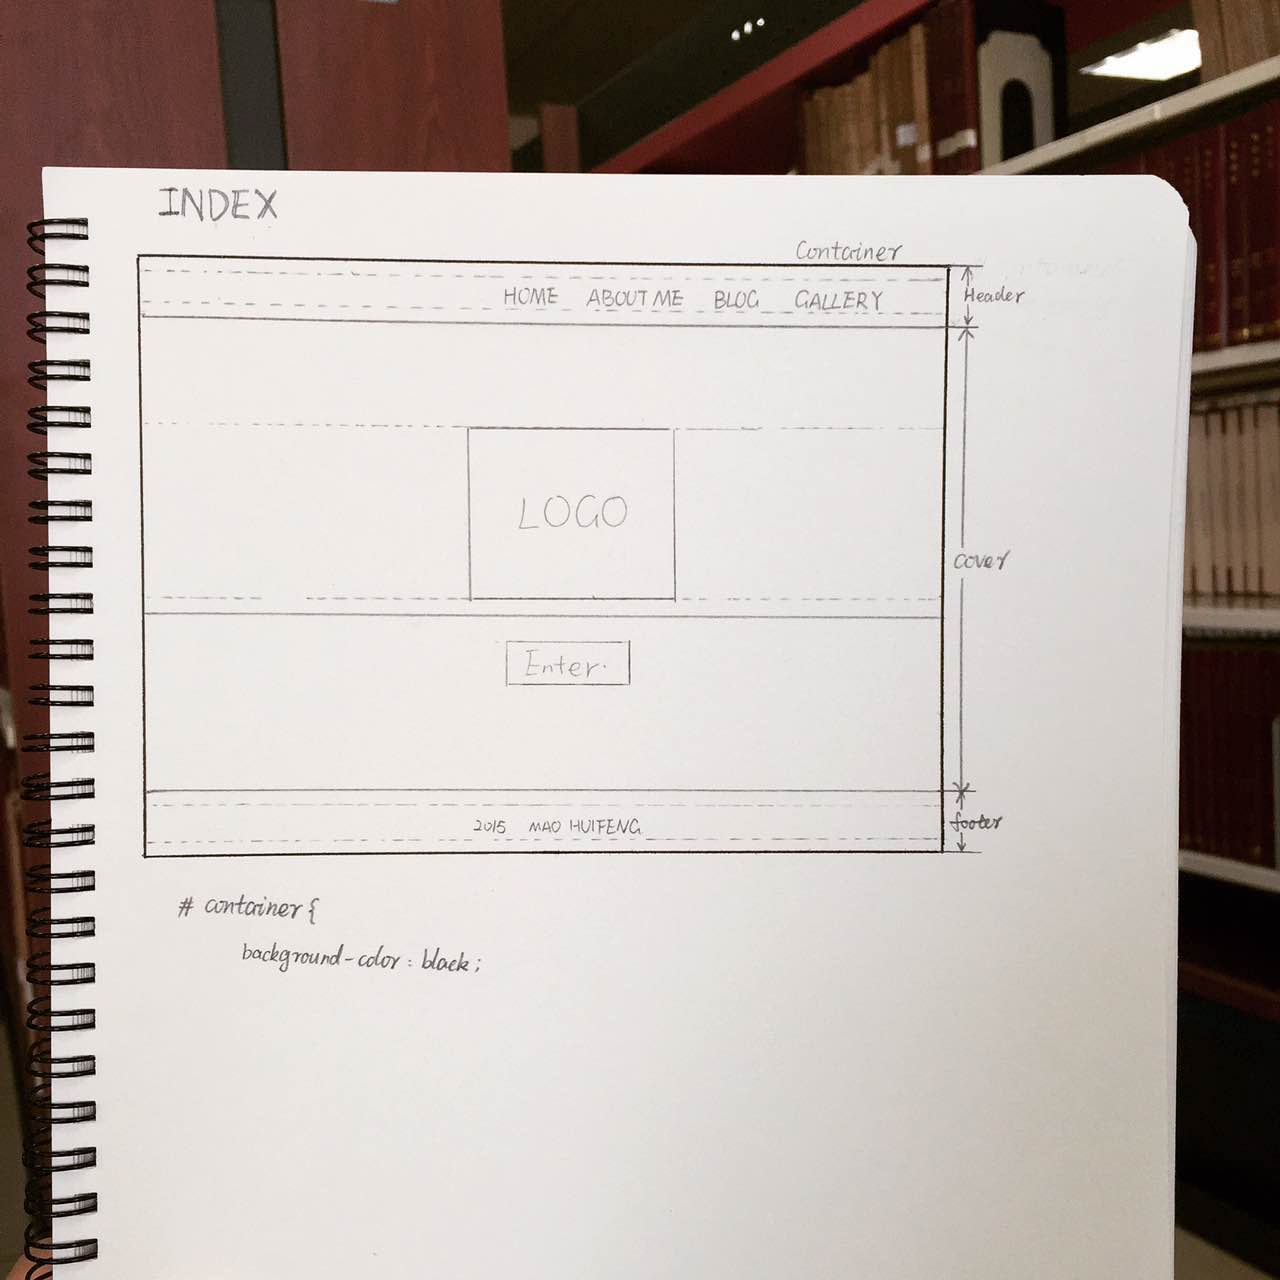 INDEX
Container
HOME ABOUT ME BLOG GALLERY
Header
LOGO
cover
Enter.
2015 MAO HUIFENG
footer
# container {
background-color : black ;